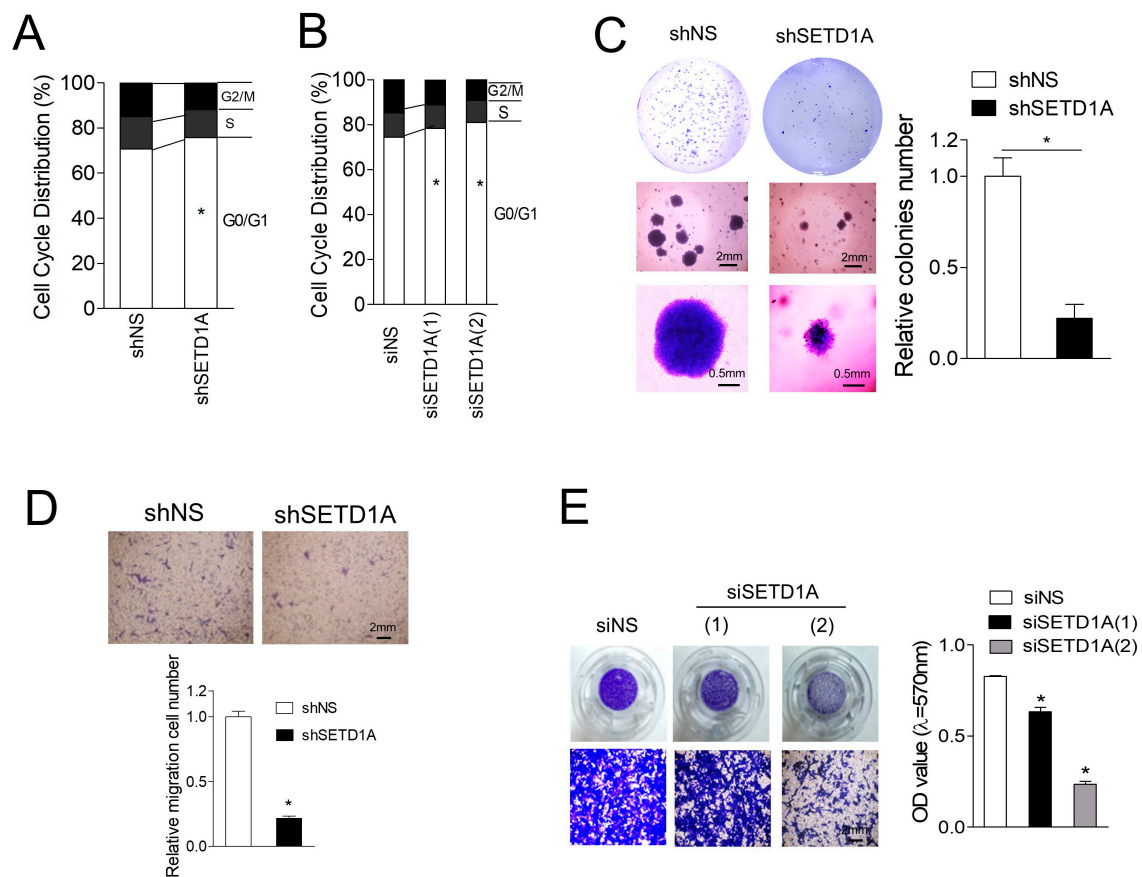 A
Cell Cycle Distribution (%)
100
80
60
40
20
0
G2/M
S
G0/G1
*
shNS
shSETD1A
B
Cell Cycle Distribution (%)
100
80
60
40
20
0
G2/M
S
G0/G1
*
*
siNS
siSETD1A(1)
siSETD1A(2)
C
shNS
shSETD1A
2mm
2mm
0.5mm
0.5mm
shNS
shSETD1A
Relative colonies number
1.2
1.0
0.5
0.0
*
D
shNS
shSETD1A
2mm
Relative migration cell number
1.2
1.0
0.5
0.0
*
shNS
shSETD1A
E
siSETD1A
siNS
(1)
(2)
2mm
siNS
siSETD1A(1)
siSETD1A(2)
OD value (λ=570nm)
1.0
0.5
0.0
*
*